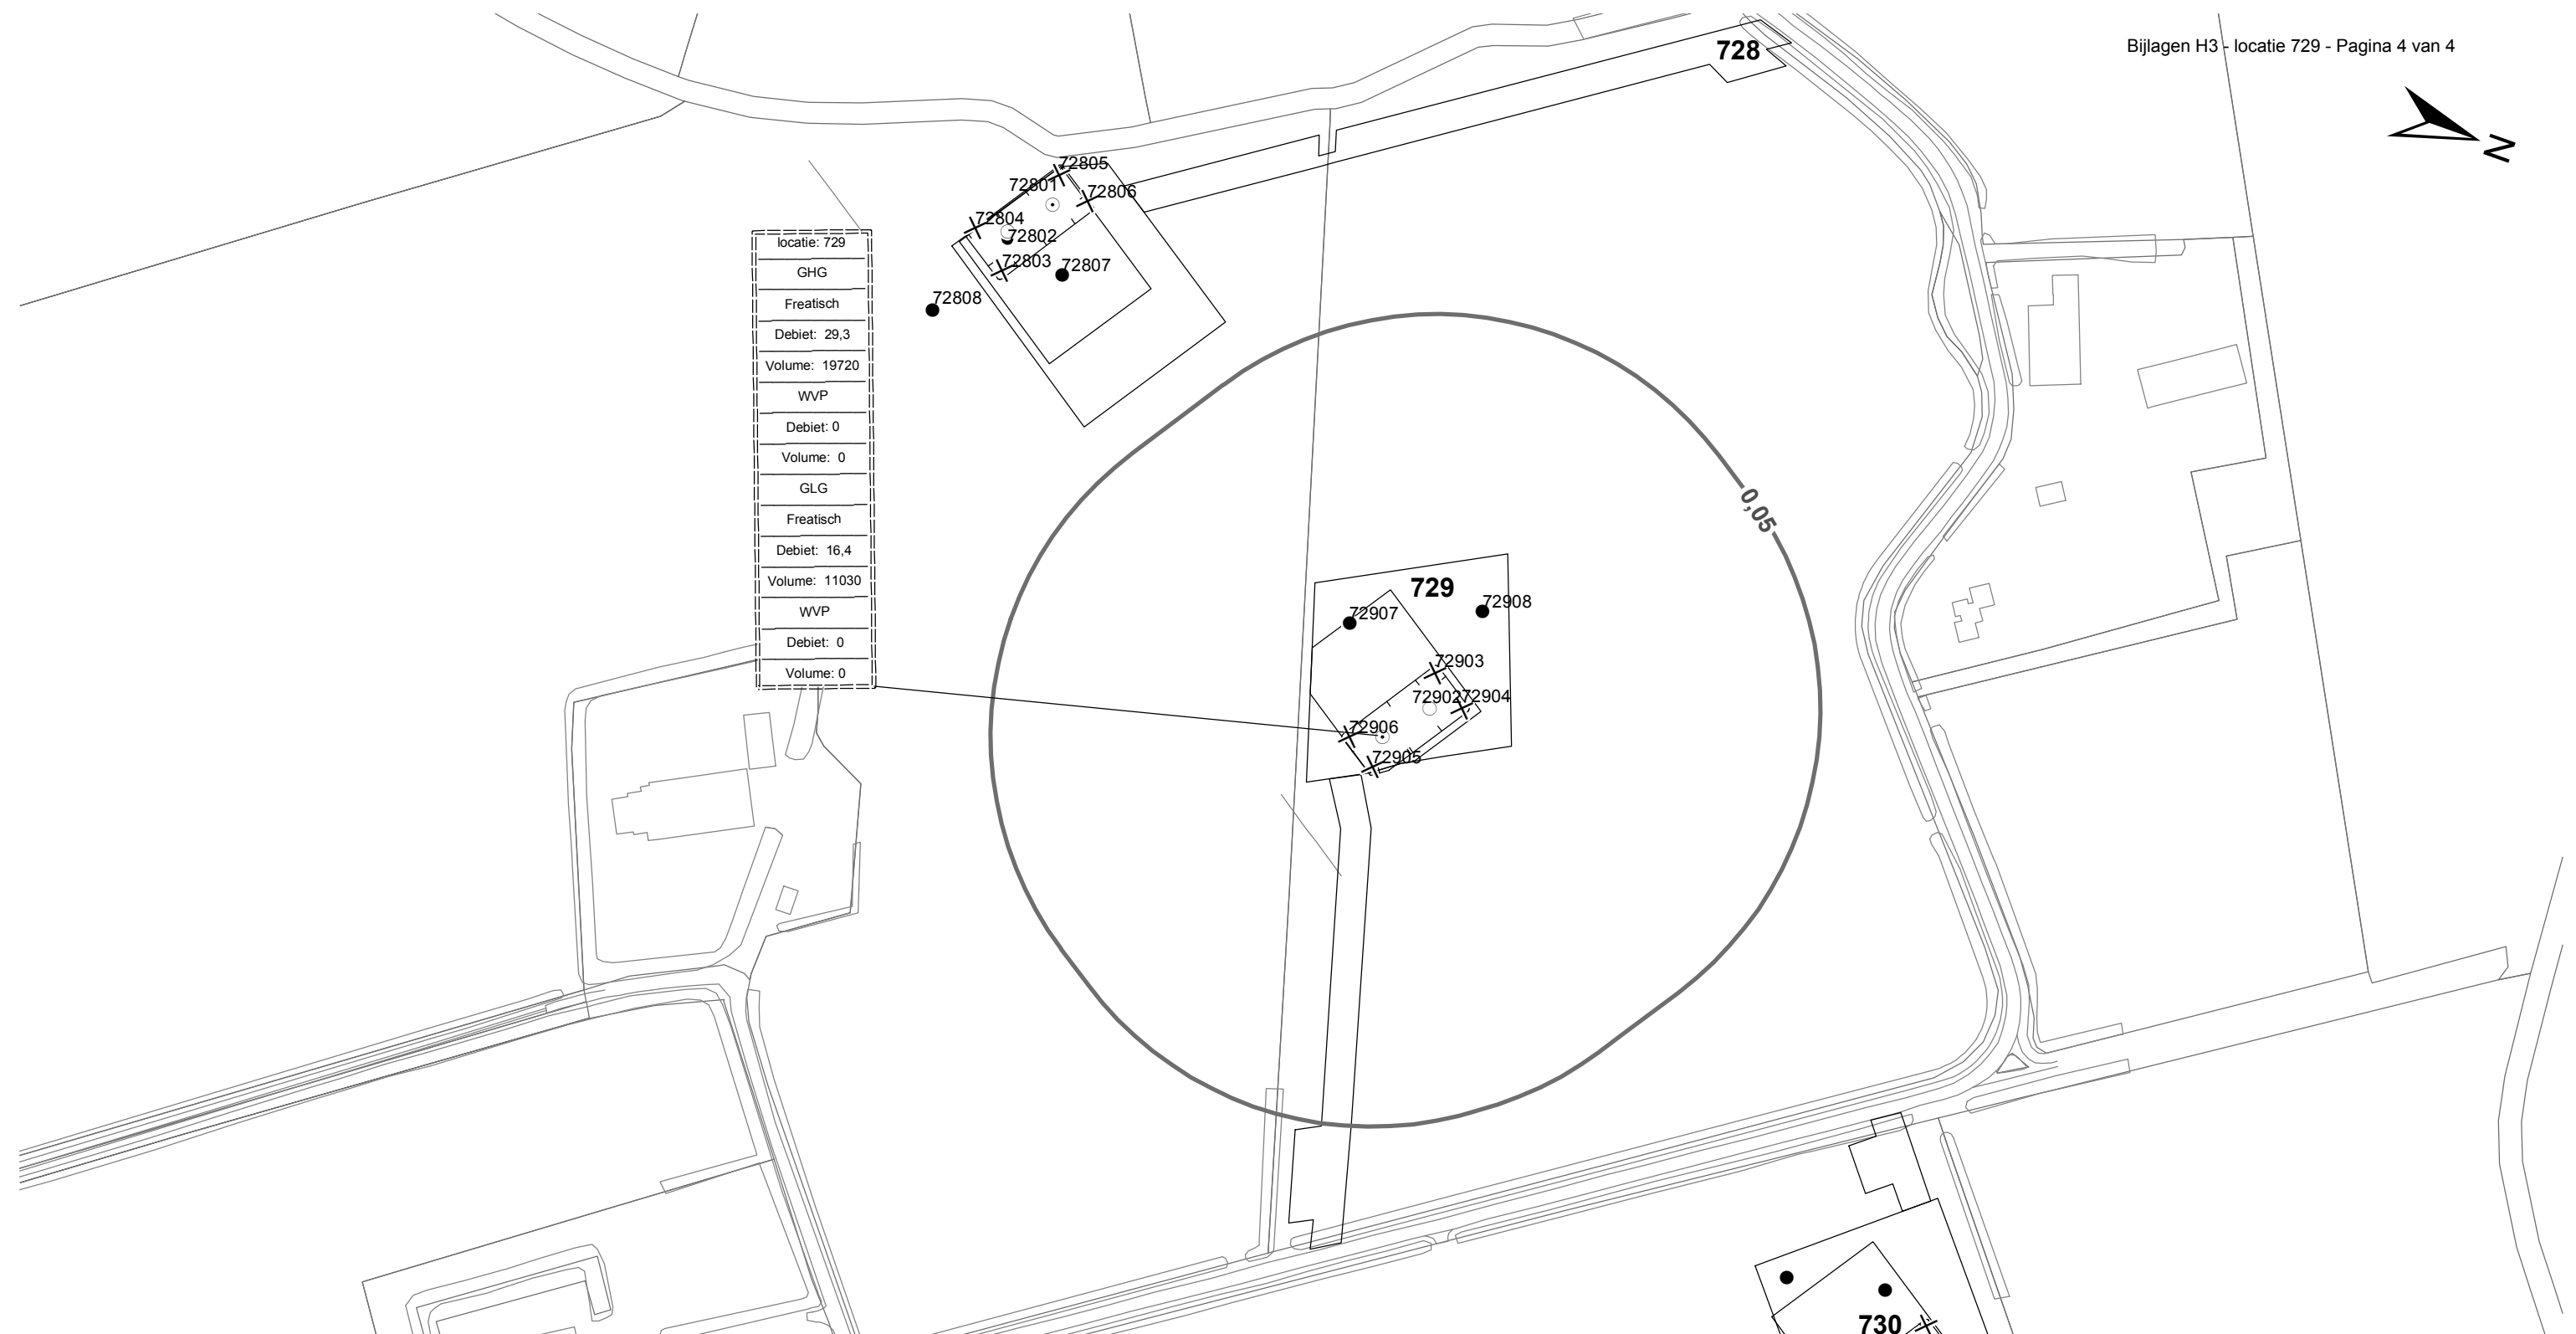 Bijlagen H3 - locatie 729 - Pagina 4 van 4
N
728
72805
72801
72806
72804
72802
72803
72807
72808
locatie: 729
GHG
Freatisch
Debiet: 29,3
Volume: 19720
WVP
Debiet: 0
Volume: 0
GLG
Freatisch
Debiet: 16,4
Volume: 11030
WVP
Debiet: 0
Volume: 0
0,05
729
72907
72908
72903
72902
72904
72906
72905
730